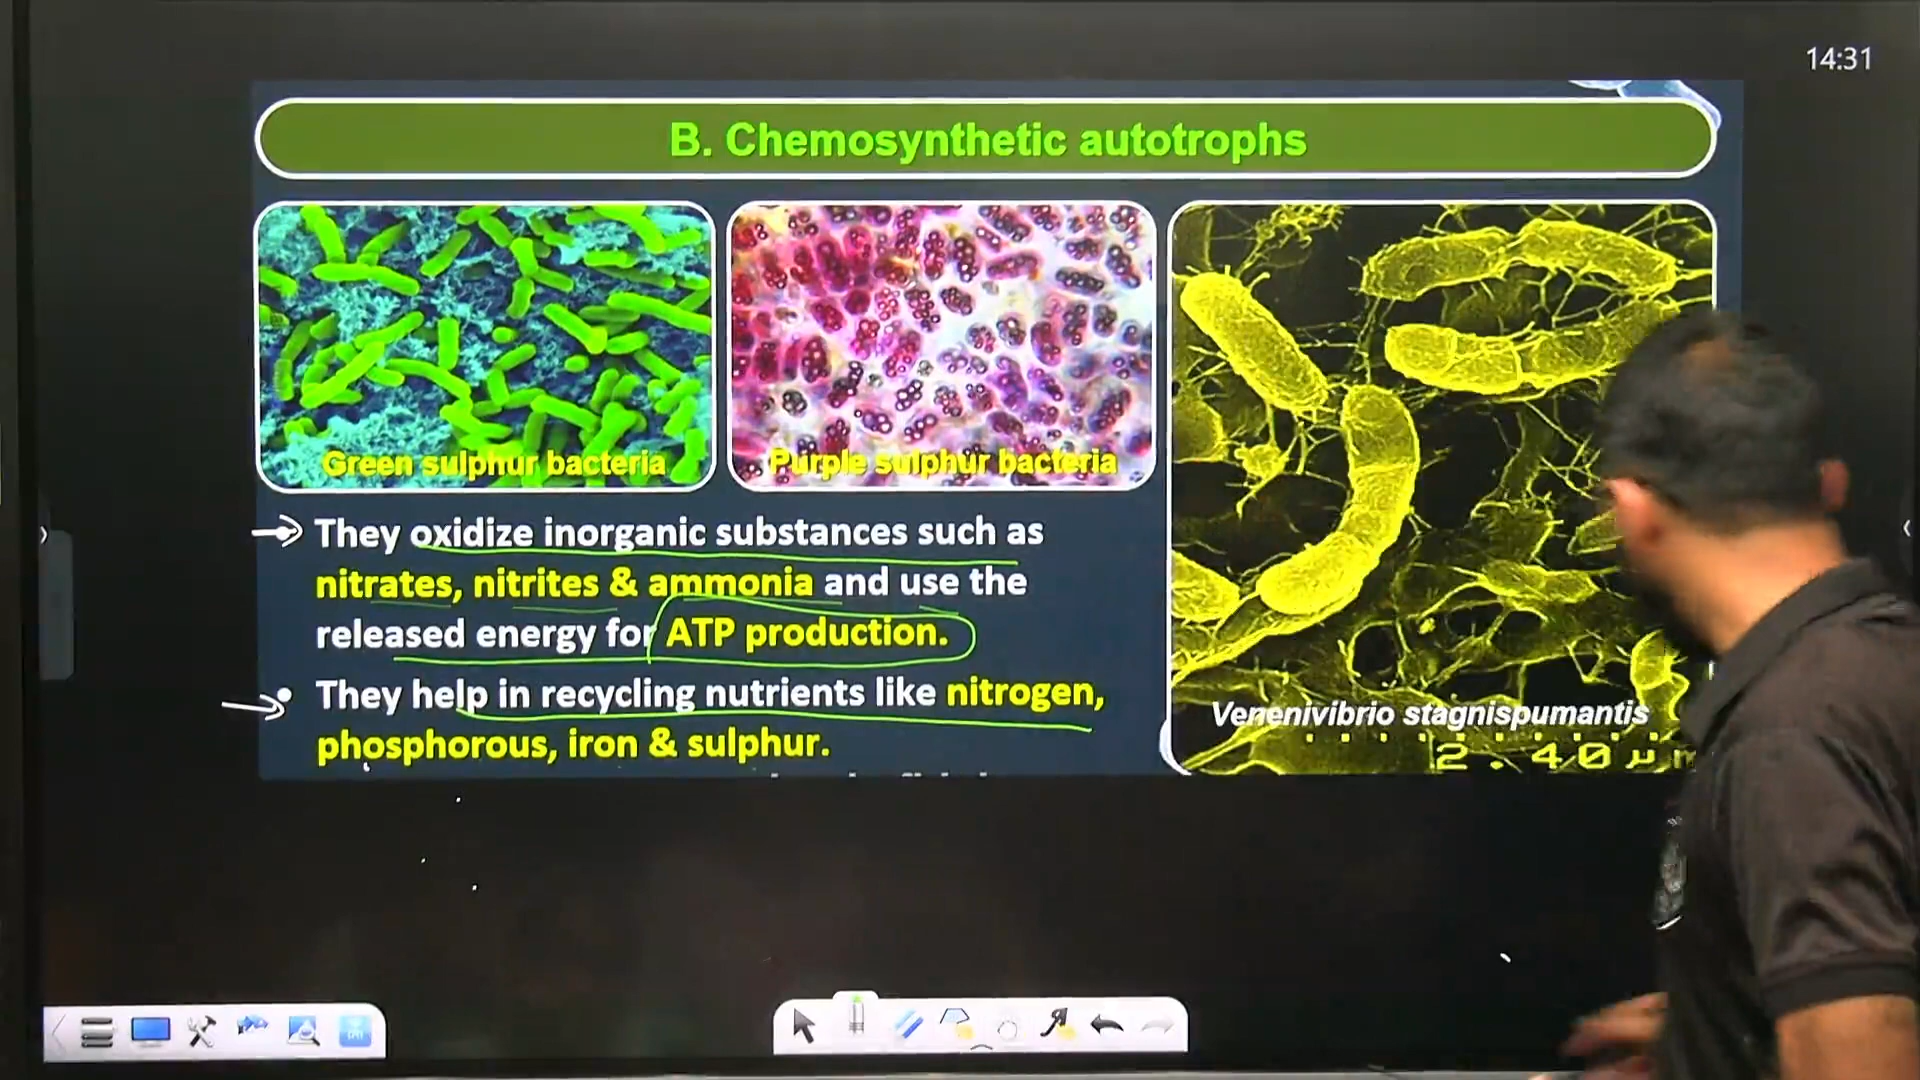 14:31
B. Chemosynthetic autotrophs
Green sulphur bacteria
Purple sulphur bacteria
They oxidize inorganic substances such as
nitrates, nitrites & ammonia and use the
released energy for ATP production.
• They help in recycling nutrients like nitrogen,
phosphorous, iron & sulphur.
Venenivibrio stagnispumantis
2.40 µm